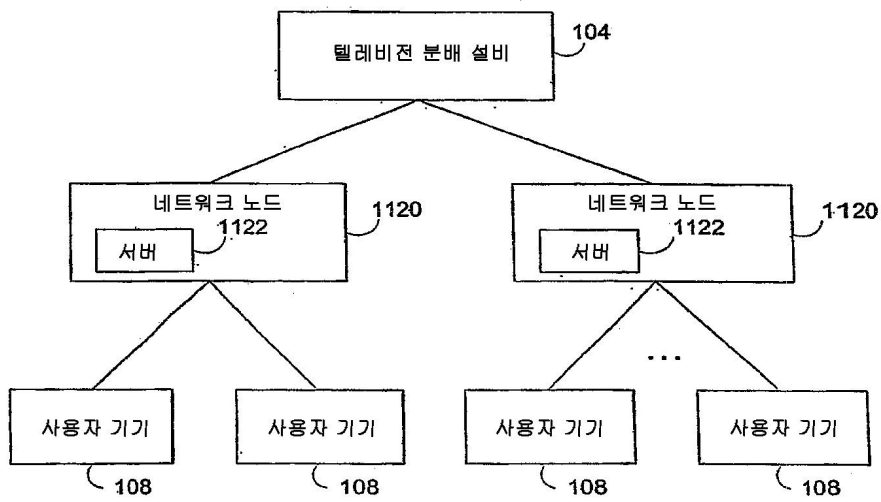 104
텔레비전 분배 설비
네트워크 노드
1120
1122
서버
네트워크 노드
1120
1122
서버
...
사용자 기기
사용자 기기
사용자 기기
사용자 기기
108
108
108
108